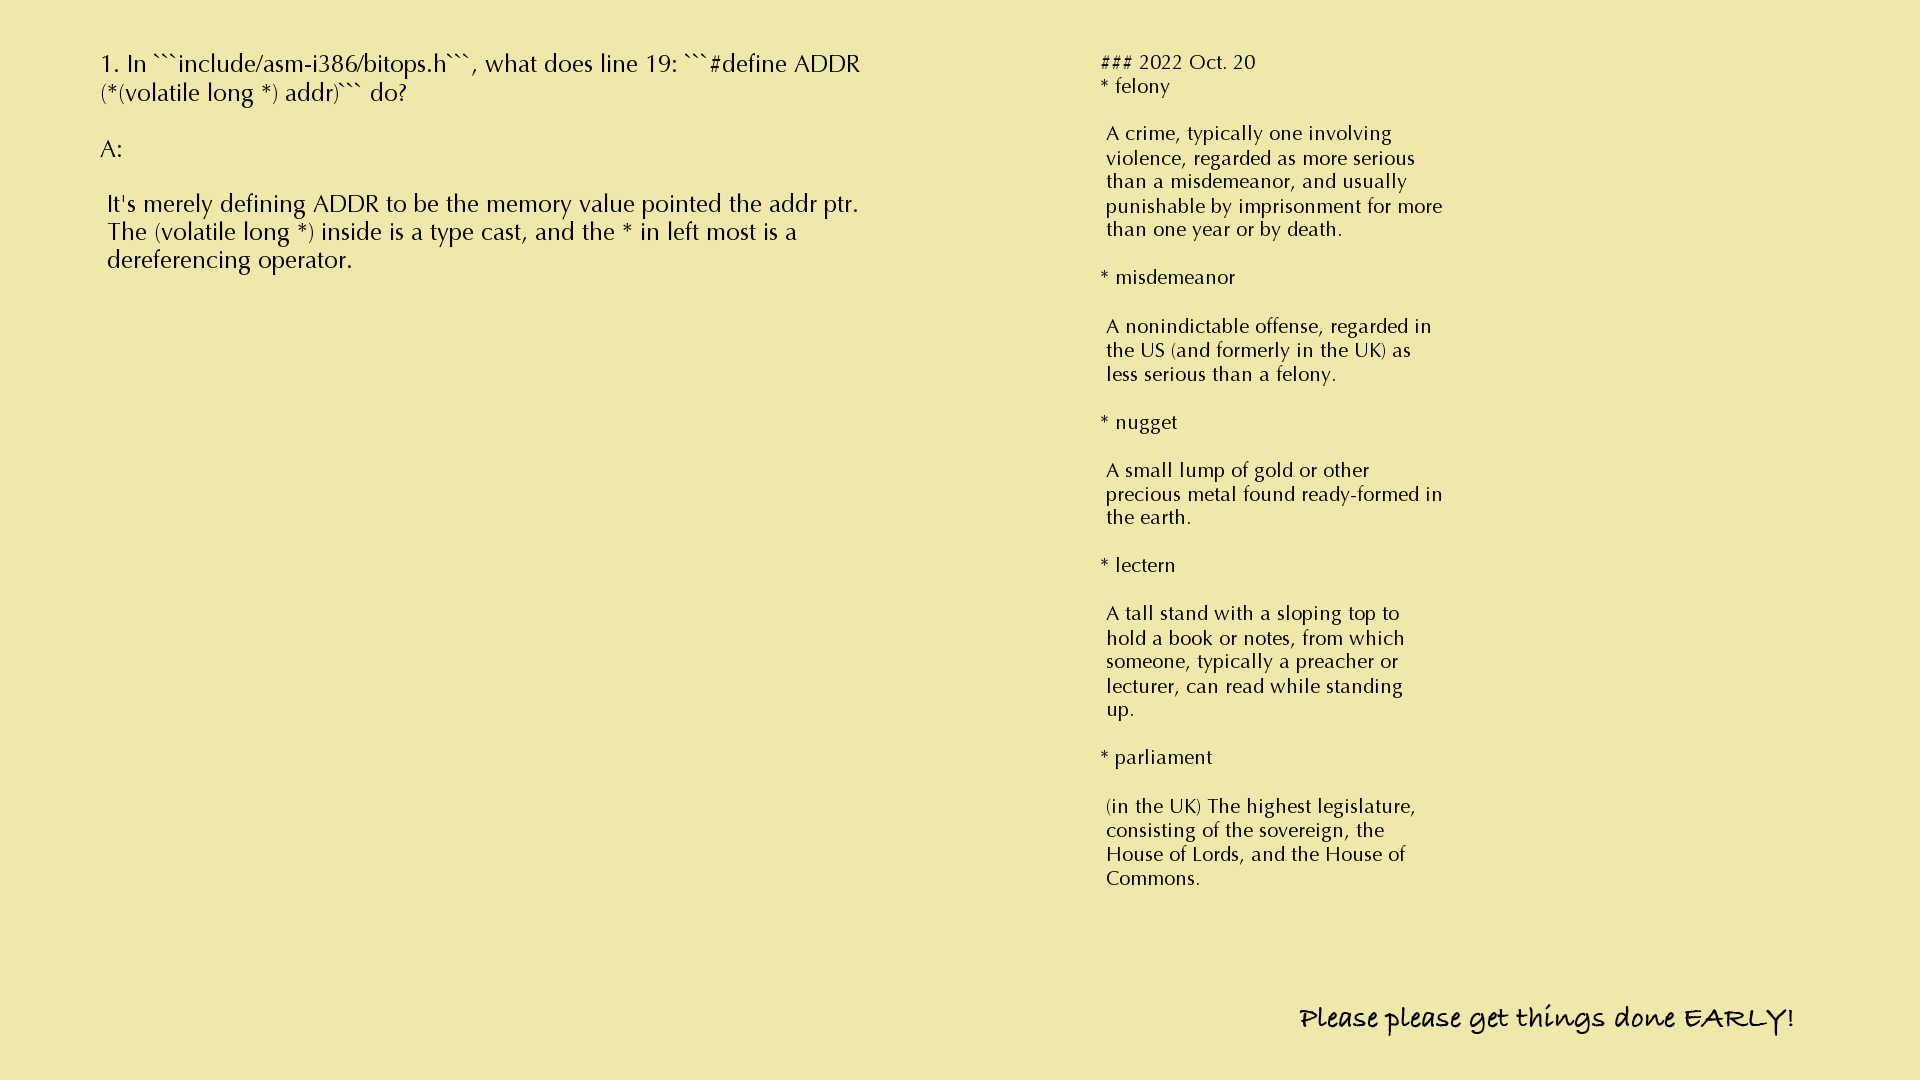 1. In ```include/asm-i386/bitops.h```, what does line 19: ```#define ADDR
(*(volatile long *) addr)``` do?
A:
It's merely defining ADDR to be the memory value pointed the addr ptr.
The (volatile long *) inside is a type cast, and the * in left most is a
dereferencing operator.
### 2022 Oct. 20
* felony
A crime, typically one involving
violence, regarded as more serious
than a misdemeanor, and usually
punishable by imprisonment for more
than one year or by death.
* misdemeanor
A nonindictable offense, regarded in
the US (and formerly in the UK) as
less serious than a felony.
* nugget
A small lump of gold or other
precious metal found ready-formed in
the earth.
* lectern
A tall stand with a sloping top to
hold a book or notes, from which
someone, typically a preacher or
lecturer, can read while standing
up.
* parliament
(in the UK) The highest legislature,
consisting of the sovereign, the
House of Lords, and the House of
Commons.
Please please get things done EARLY!